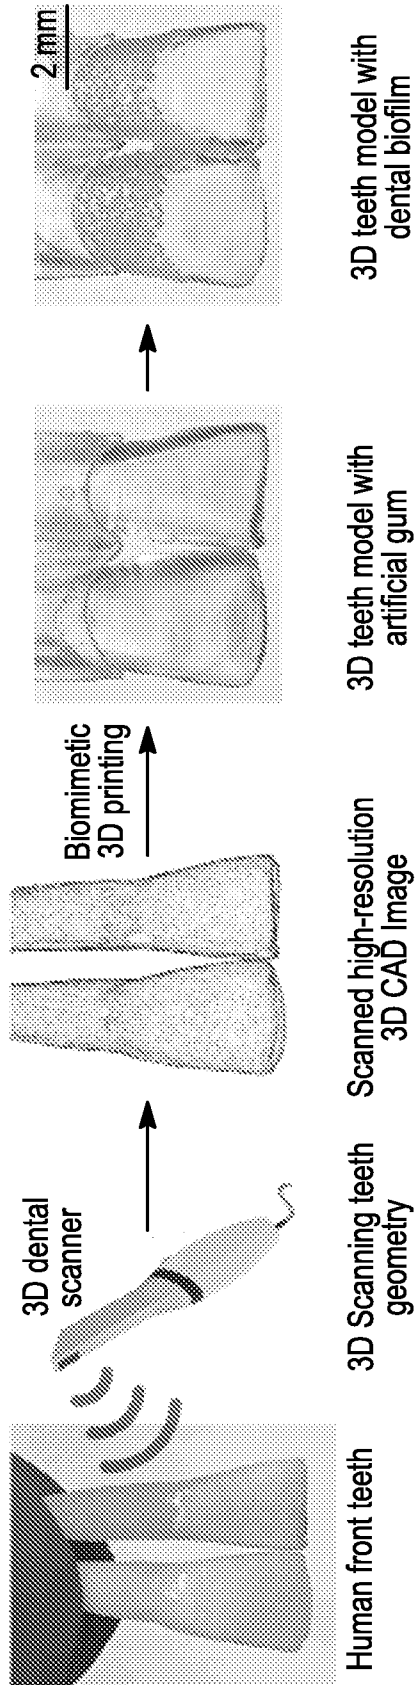 Human front teeth
3D dental
scanner
3D Scanning teeth
geometry
Scanned high-resolution
3D CAD Image
Biomimetic
3D printing
3D teeth model with
artificial gum
2 mm
3D teeth model with
dental biofilm